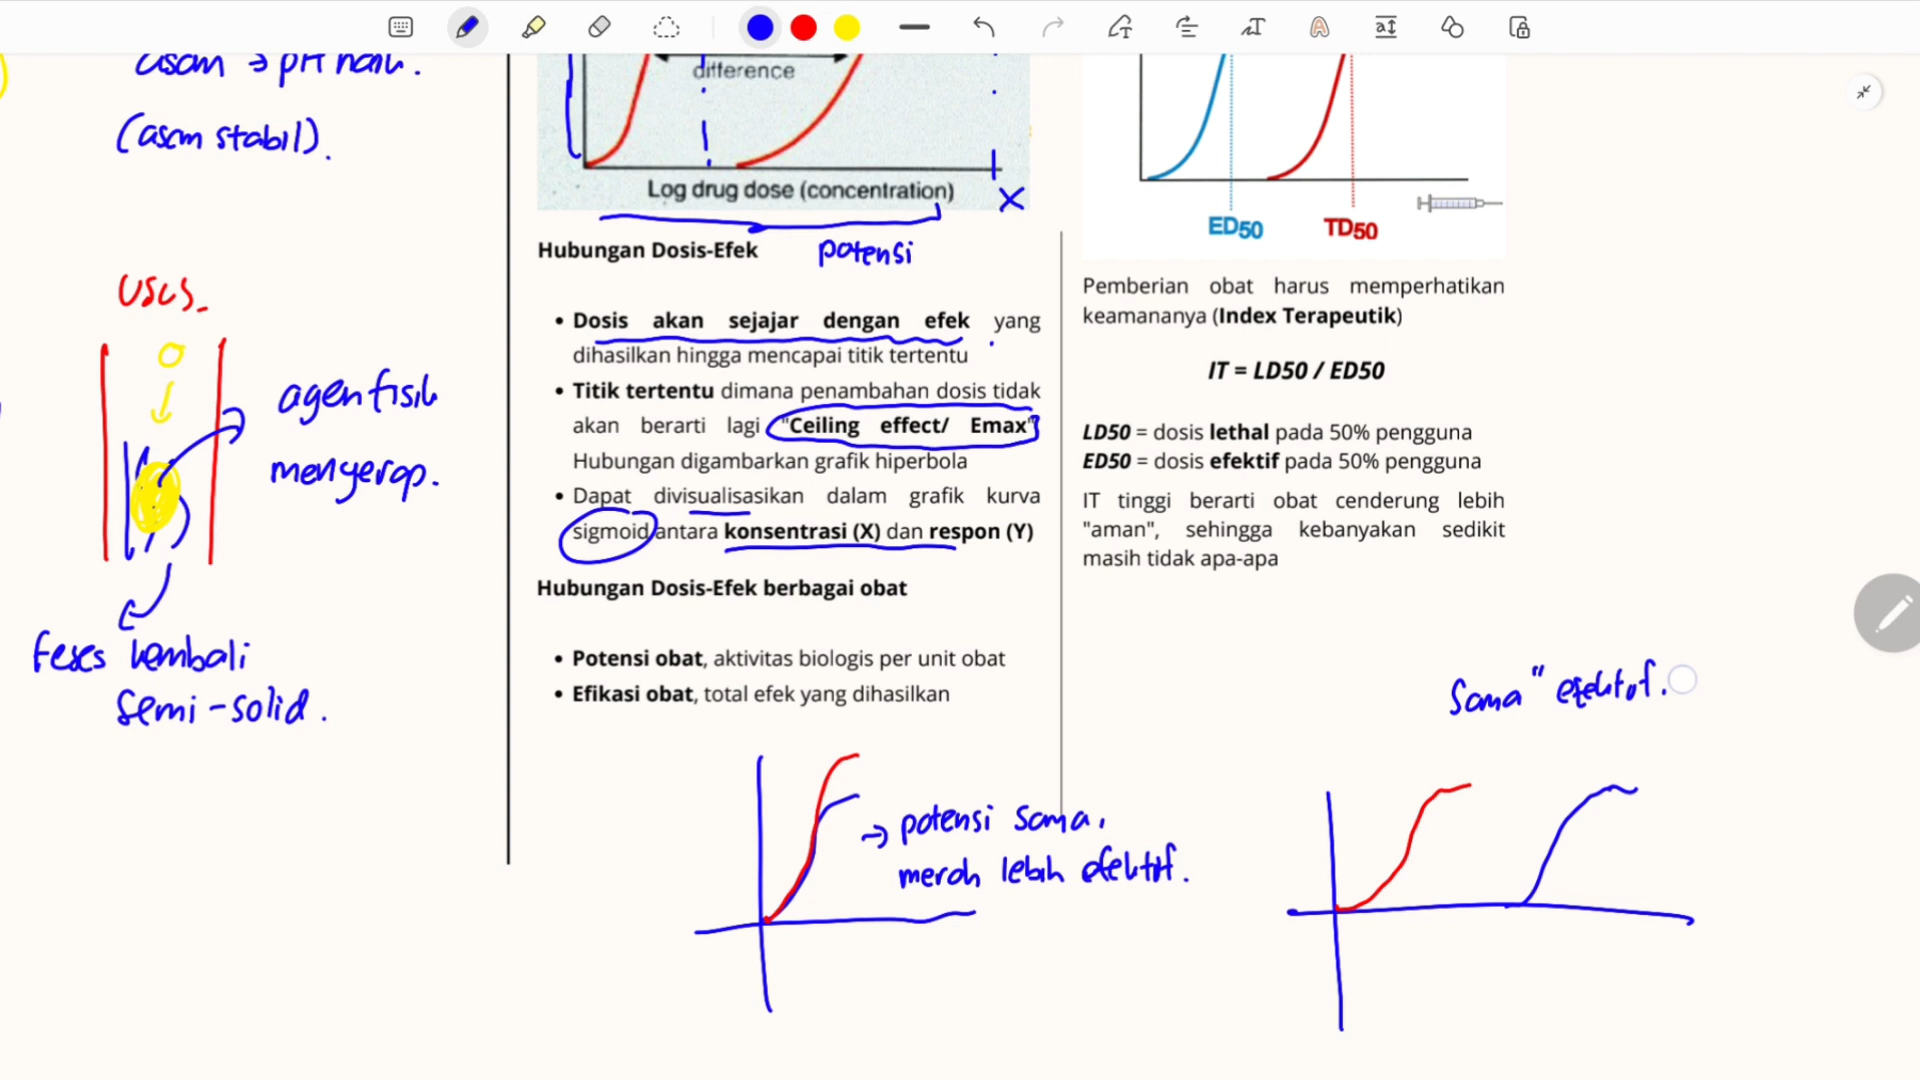 asam → pH naik.
(asam stabil).
usus.
agen fisik
menyerap.
feses kembali
semi-solid.
difference
Log drug dose (concentration)
X
potensi
Hubungan Dosis-Efek
• Dosis akan sejajar dengan efek yang
dihasilkan hingga mencapai titik tertentu
• Titik tertentu dimana penambahan dosis tidak
akan berarti lagi "Ceiling effect/ Emax"
Hubungan digambarkan grafik hiperbola
• Dapat divisualisasikan dalam grafik kurva
sigmoid antara konsentrasi (X) dan respon (Y)
Hubungan Dosis-Efek berbagai obat
• Potensi obat, aktivitas biologis per unit obat
• Efikasi obat, total efek yang dihasilkan
→ potensi sama,
merah lebih efektif.
ED50 TD50
Pemberian obat harus memperhatikan
keamananya (Index Terapeutik)
IT = LD50 / ED50
LD50 = dosis lethal pada 50% pengguna
ED50 = dosis efektif pada 50% pengguna
IT tinggi berarti obat cenderung lebih
"aman", sehingga kebanyakan sedikit
masih tidak apa-apa
Sama" efektif.